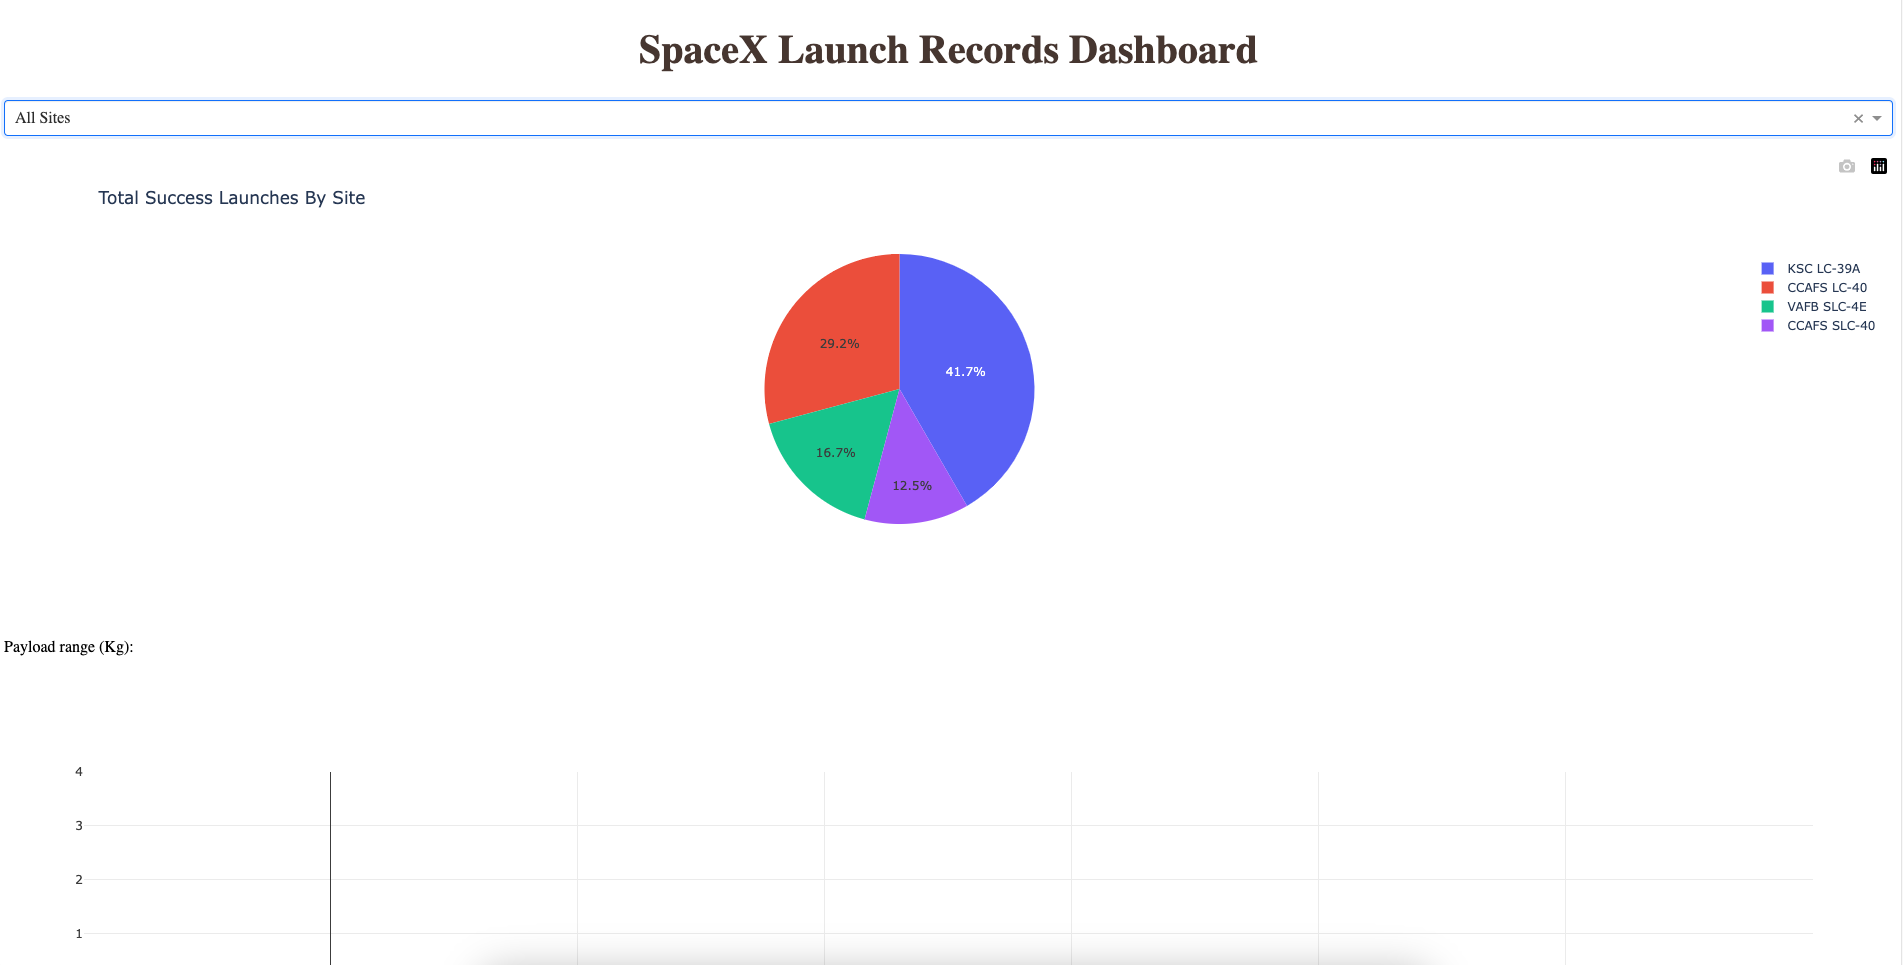 SpaceX Launch Records Dashboard
All Sites
Total Success Launches By Site
KSC LC-39A
CCAFS LC-40
VAFB SLC-4E
CCAFS SLC-40
29.2%
41.7%
16.7%
12.5%
Payload range (Kg):
4
3
2
1